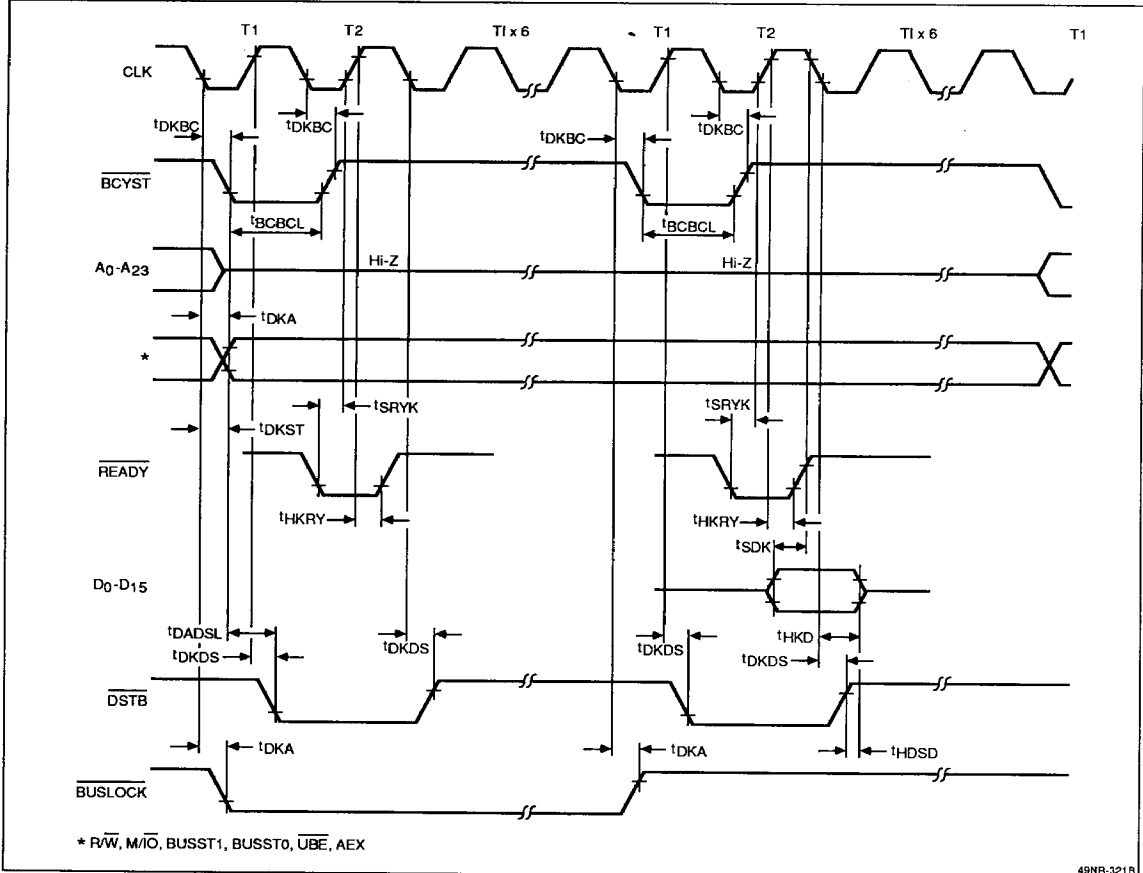 T1 T2 TI x 6 T1 T2 TI x 6 T1
CLK
tDKBC tDKBC tDKBC tDKBC
BCYST
tBCBCL tBCBCL
A0-A23 Hi-Z Hi-Z
tDKA
*
tSRYK tSRYK
tDKST
READY
tHKRY tHKRY
tSDK
D0-D15
tDADSL tHKD
tDKDS tDKDS tDKDS tDKDS
DSTB
tDKA tDKA tHDSD
BUSLOCK
* R/W, M/IO, BUSST1, BUSST0, UBE, AEX
49NR-321B